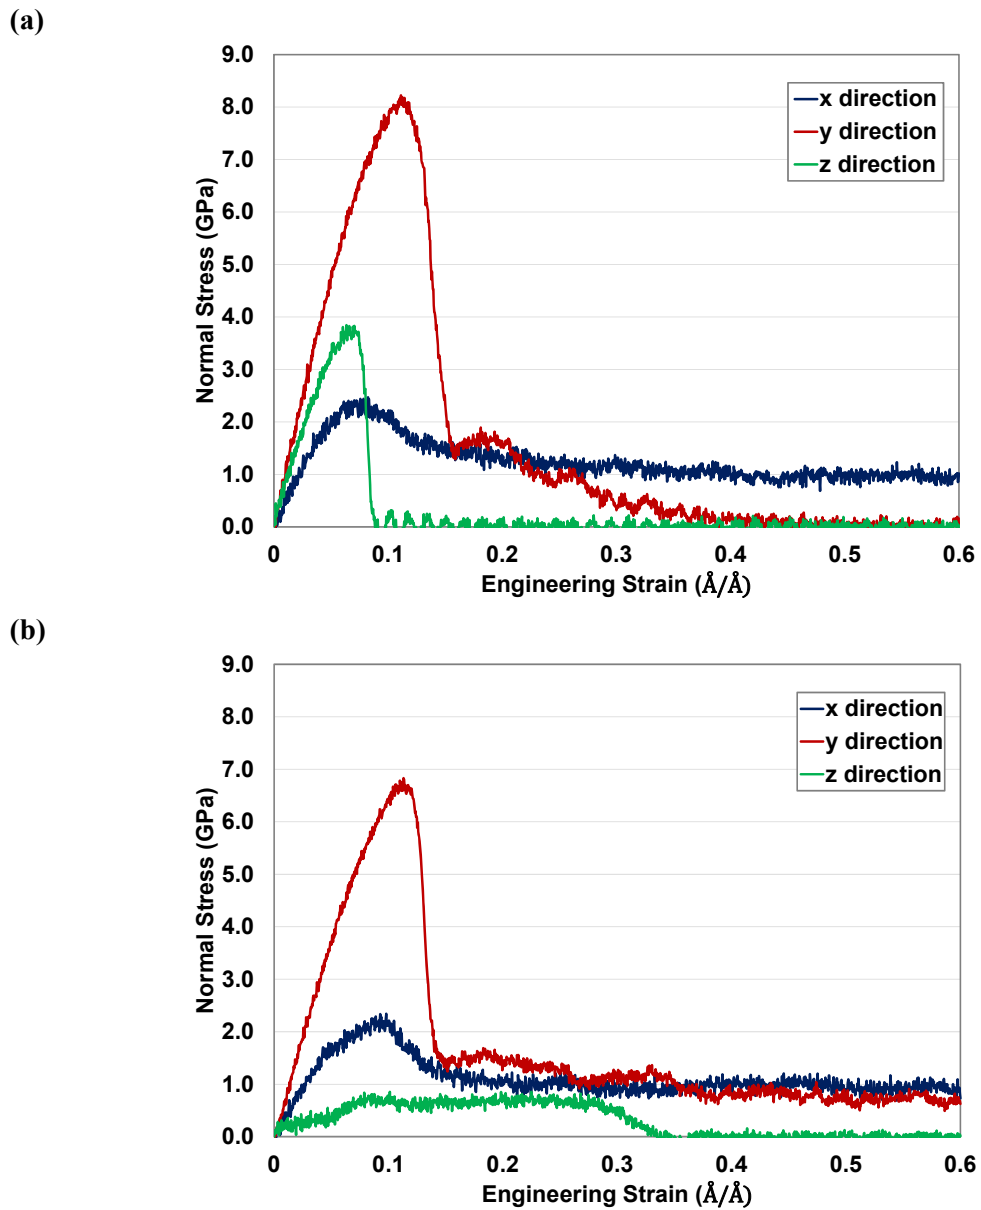 (a)
9.0
8.0
7.0
6.0
5.0
4.0
3.0
2.0
1.0
0.0
Normal Stress (GPa)
x direction
y direction
z direction
0 0.1 0.2 0.3 0.4 0.5 0.6
Engineering Strain (Å/Å)
(b)
9.0
8.0
7.0
6.0
5.0
4.0
3.0
2.0
1.0
0.0
Normal Stress (GPa)
x direction
y direction
z direction
0 0.1 0.2 0.3 0.4 0.5 0.6
Engineering Strain (Å/Å)